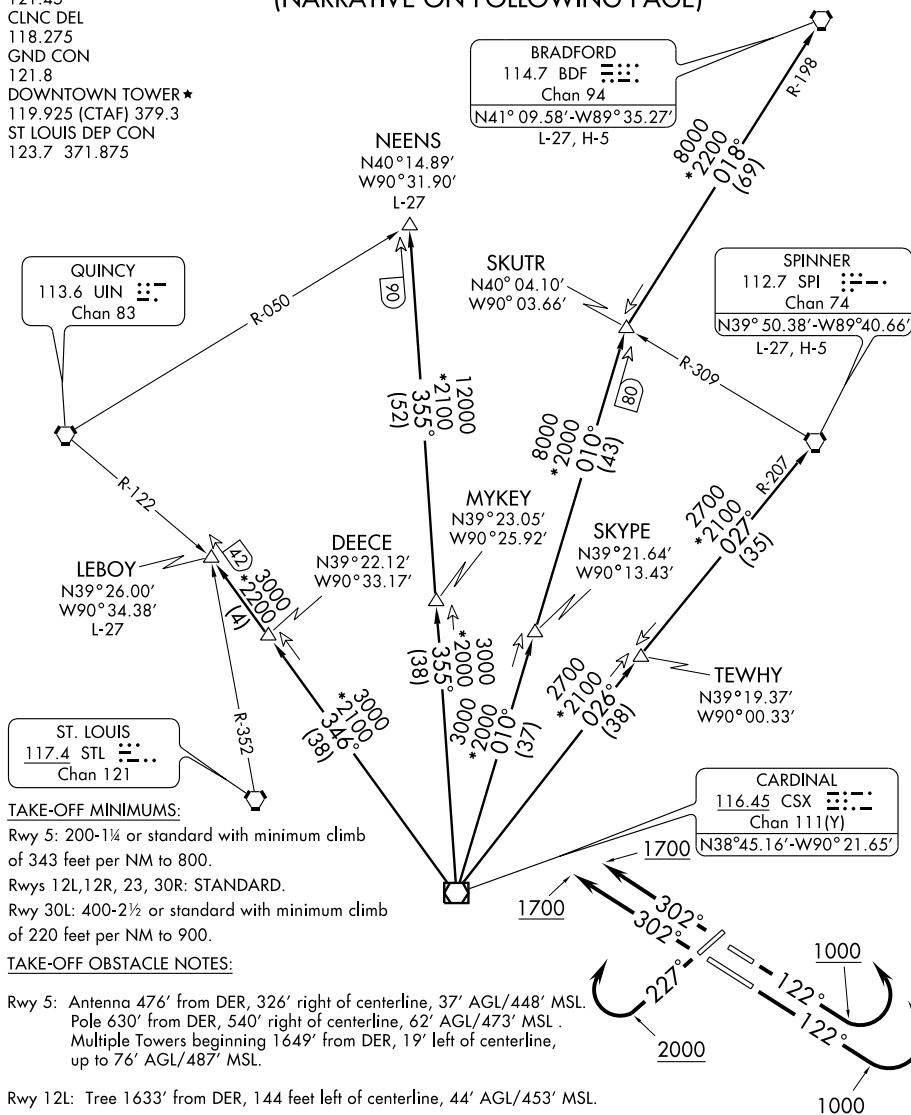 121.45
(NARRATIVE ON FOLLOWING PAGE)
CLNC DEL
118.275
GND CON
121.8
DOWNTOWN TOWER★
119.925 (CTAF) 379.3
ST LOUIS DEP CON
123.7 371.875
BRADFORD
114.7 BDF
Chan 94
N41° 09.58'-W89° 35.27'
L-27, H-5
R-198
8000
*2200
018°
(69)
NEENS
N40°14.89'
W90°31.90'
L-27
QUINCY
113.6 UIN
Chan 83
R-050
90
SKUTR
N40° 04.10'
W90° 03.66'
SPINNER
112.7 SPI
Chan 74
N39° 50.38'-W89°40.66'
L-27, H-5
R-309
80
12000
*2100
355°
(52)
8000
*2000
010°
(43)
R-207
2700
*2100
027°
(35)
R-122
MYKEY
N39°23.05'
W90°25.92'
SKYPE
N39°21.64'
W90°13.43'
DEECE
N39°22.12'
W90°33.17'
LEBOY
N39°26.00'
W90°34.38'
L-27
42
3000
*2200
(4)
TEWHY
N39°19.37'
W90°00.33'
3000
*2100
346°
(38)
3000
*2000
355°
(38)
3000
*2000
010°
(37)
2700
*2100
026°
(38)
R-352
ST. LOUIS
117.4 STL
Chan 121
CARDINAL
116.45 CSX
Chan 111(Y)
N38°45.16'-W90°21.65'
TAKE-OFF MINIMUMS:
Rwy 5: 200-1¼ or standard with minimum climb
of 343 feet per NM to 800.
Rwys 12L,12R, 23, 30R: STANDARD.
Rwy 30L: 400-2½ or standard with minimum climb
of 220 feet per NM to 900.
TAKE-OFF OBSTACLE NOTES:
Rwy 5: Antenna 476' from DER, 326' right of centerline, 37' AGL/448' MSL.
Pole 630' from DER, 540' right of centerline, 62' AGL/473' MSL .
Multiple Towers beginning 1649' from DER, 19' left of centerline,
up to 76' AGL/487' MSL.
Rwy 12L: Tree 1633' from DER, 144 feet left of centerline, 44' AGL/453' MSL.
1700
1700
302°
302°
227°
2000
122°
122°
1000
1000